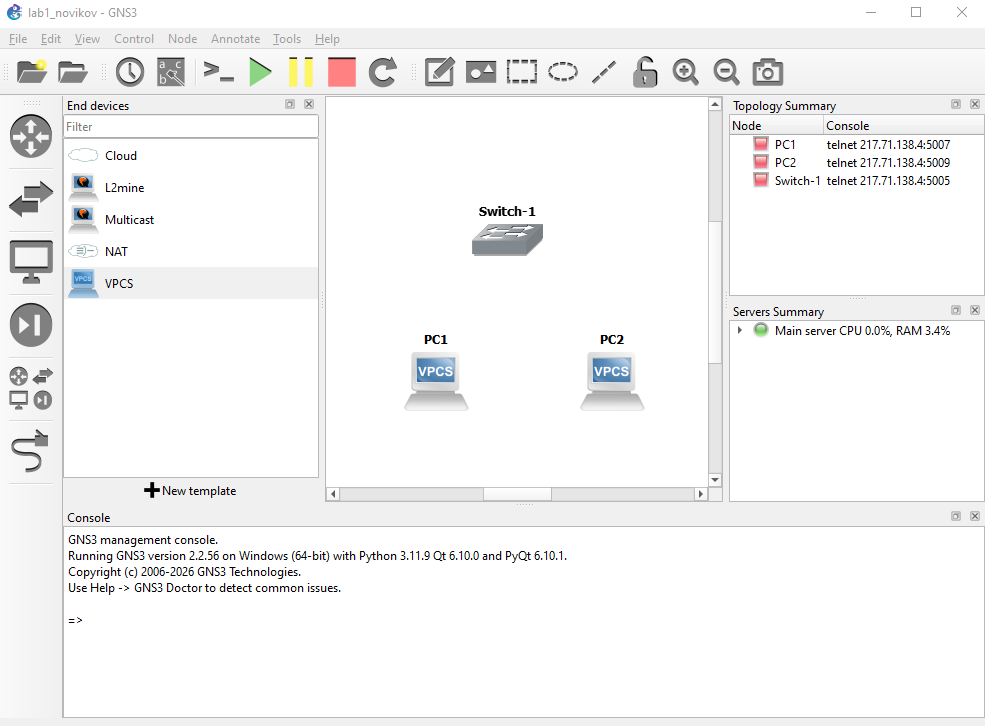 lab1_novikov - GNS3
File Edit View Control Node Annotate Tools Help
End devices
Filter
Cloud
L2mine
Multicast
NAT
VPCS
New template
Switch-1
PC1
VPCS
PC2
VPCS
Topology Summary
Node Console
PC1 telnet 217.71.138.4:5007
PC2 telnet 217.71.138.4:5009
Switch-1 telnet 217.71.138.4:5005
Servers Summary
Main server CPU 0.0%, RAM 3.4%
Console
GNS3 management console.
Running GNS3 version 2.2.56 on Windows (64-bit) with Python 3.11.9 Qt 6.10.0 and PyQt 6.10.1.
Copyright (c) 2006-2026 GNS3 Technologies.
Use Help -> GNS3 Doctor to detect common issues.
=>